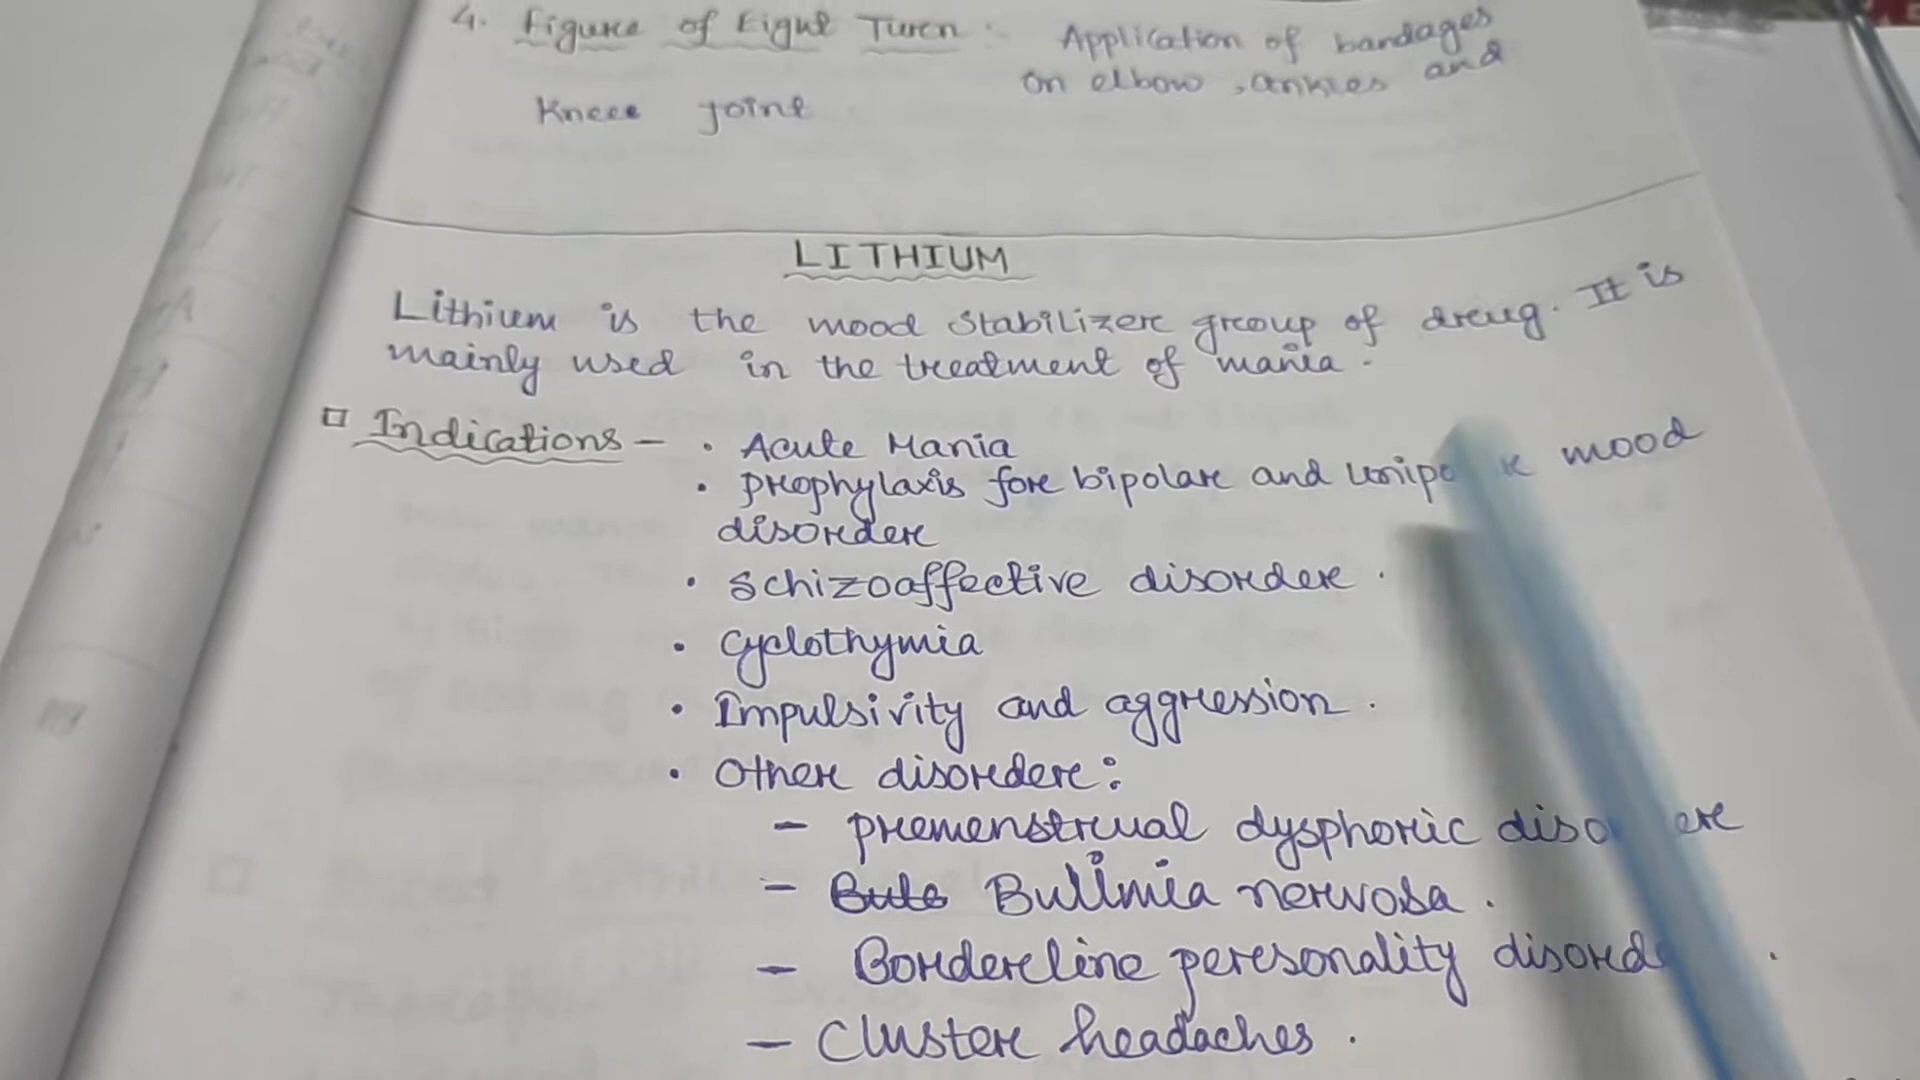 4. Figure of Eight Turn : Application of bandages
on elbow, ankles and
Knee joint
LITHIUM
Lithium is the mood stabilizer group of drug. It is
mainly used in the treatment of mania.
Indications – • Acute Mania
• prophylaxis for bipolar and mood
disorder
• schizoaffective disorder.
• Cyclothymia
• Impulsivity and aggression.
• Other disorder:
– premenstrual dysphoric
– Bulimia nervosa.
– Borderline personality
– Cluster headaches.